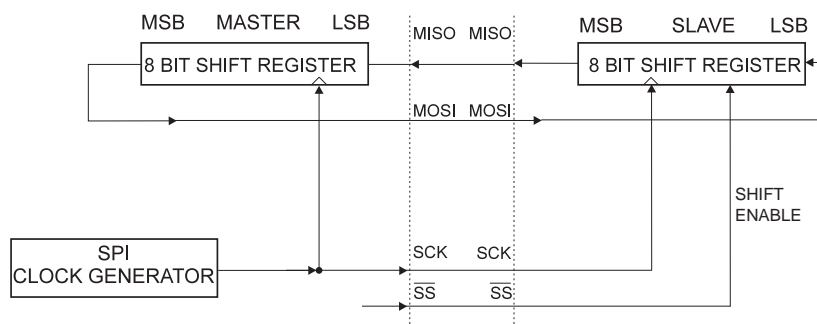 MSB MASTER LSB
MISO MISO
MSB SLAVE LSB
8 BIT SHIFT REGISTER
8 BIT SHIFT REGISTER
MOSI MOSI
SHIFT
ENABLE
SPI
CLOCK GENERATOR
SCK SCK
SS SS